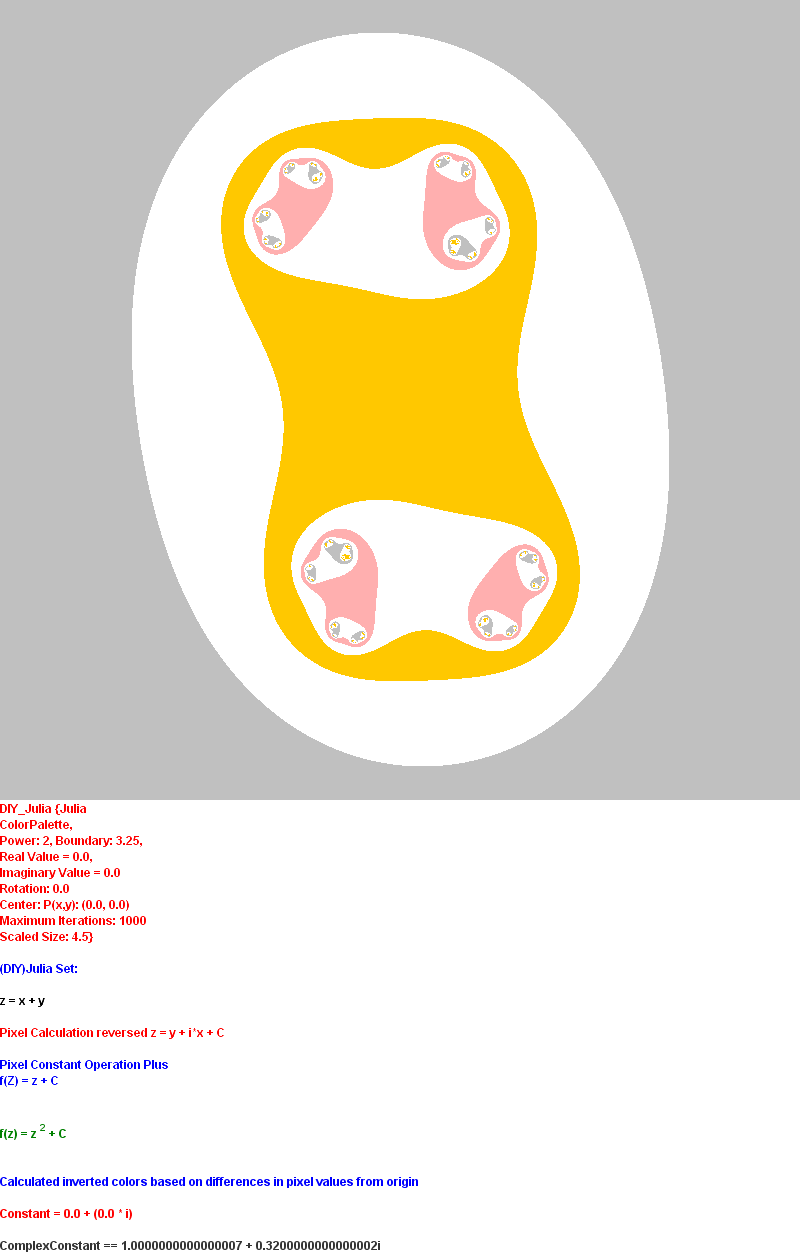 DIY_Julia {Julia
ColorPalette,
Power: 2, Boundary: 3.25,
Real Value = 0.0,
Imaginary Value = 0.0
Rotation: 0.0
Center: P(x,y): (0.0, 0.0)
Maximum Iterations: 1000
Scaled Size: 4.5}
(DIY)Julia Set:
z = x + y
Pixel Calculation reversed z = y + i*x + C
Pixel Constant Operation Plus
f(Z) = z + C
f(z) = z 2 + C
Calculated inverted colors based on differences in pixel values from origin
Constant = 0.0 + (0.0 * i)
ComplexConstant == 1.0000000000000007 + 0.3200000000000002i